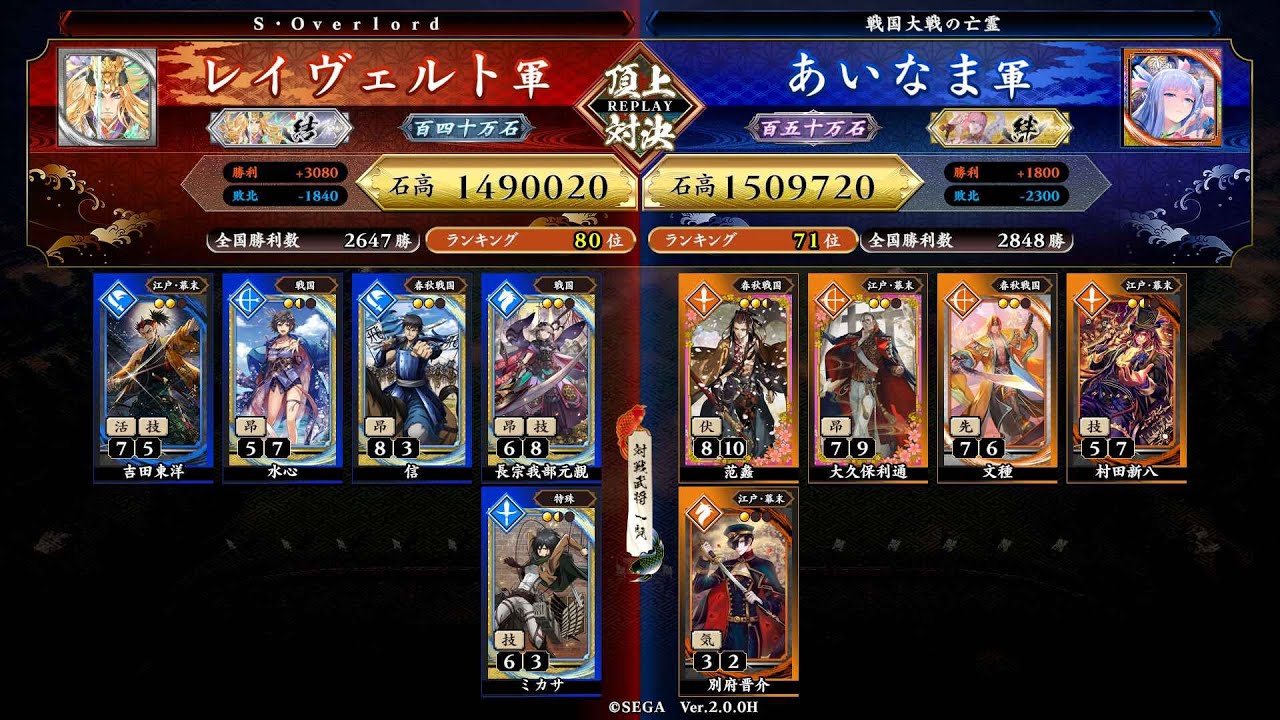 S・Overlord
戦国大戦の亡霊
レイヴェルト軍
頂上
REPLAY
対決
あいなま軍
結
百四十万石
百五十万石
絆
勝利 +3080
敗北 -1840
石高 1490020
石高 1509720
勝利 +1800
敗北 -2300
全国勝利数 2647勝
ランキング 80位
ランキング 71位
全国勝利数 2848勝
江戸・幕末
活 技
7 5
吉田東洋
戦国
昂
5 7
水心
春秋戦国
飛
昂
8 3
信
戦国
昂 技
6 8
長宗我部元親
特殊
技
6 3
ミカサ
対戦武将一覧
春秋戦国
伏
8 10
范蠡
江戸・幕末
昂
7 9
大久保利通
春秋戦国
先
7 6
文種
江戸・幕末
技
5 7
村田新八
江戸・幕末
気
3 2
別府晋介
©SEGA Ver.2.0.0H